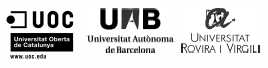 UOC
Universitat Oberta
de Catalunya
www.uoc.edu
UAB
Universitat Autònoma
de Barcelona
UNIVERSITAT
ROVIRA I VIRGILI